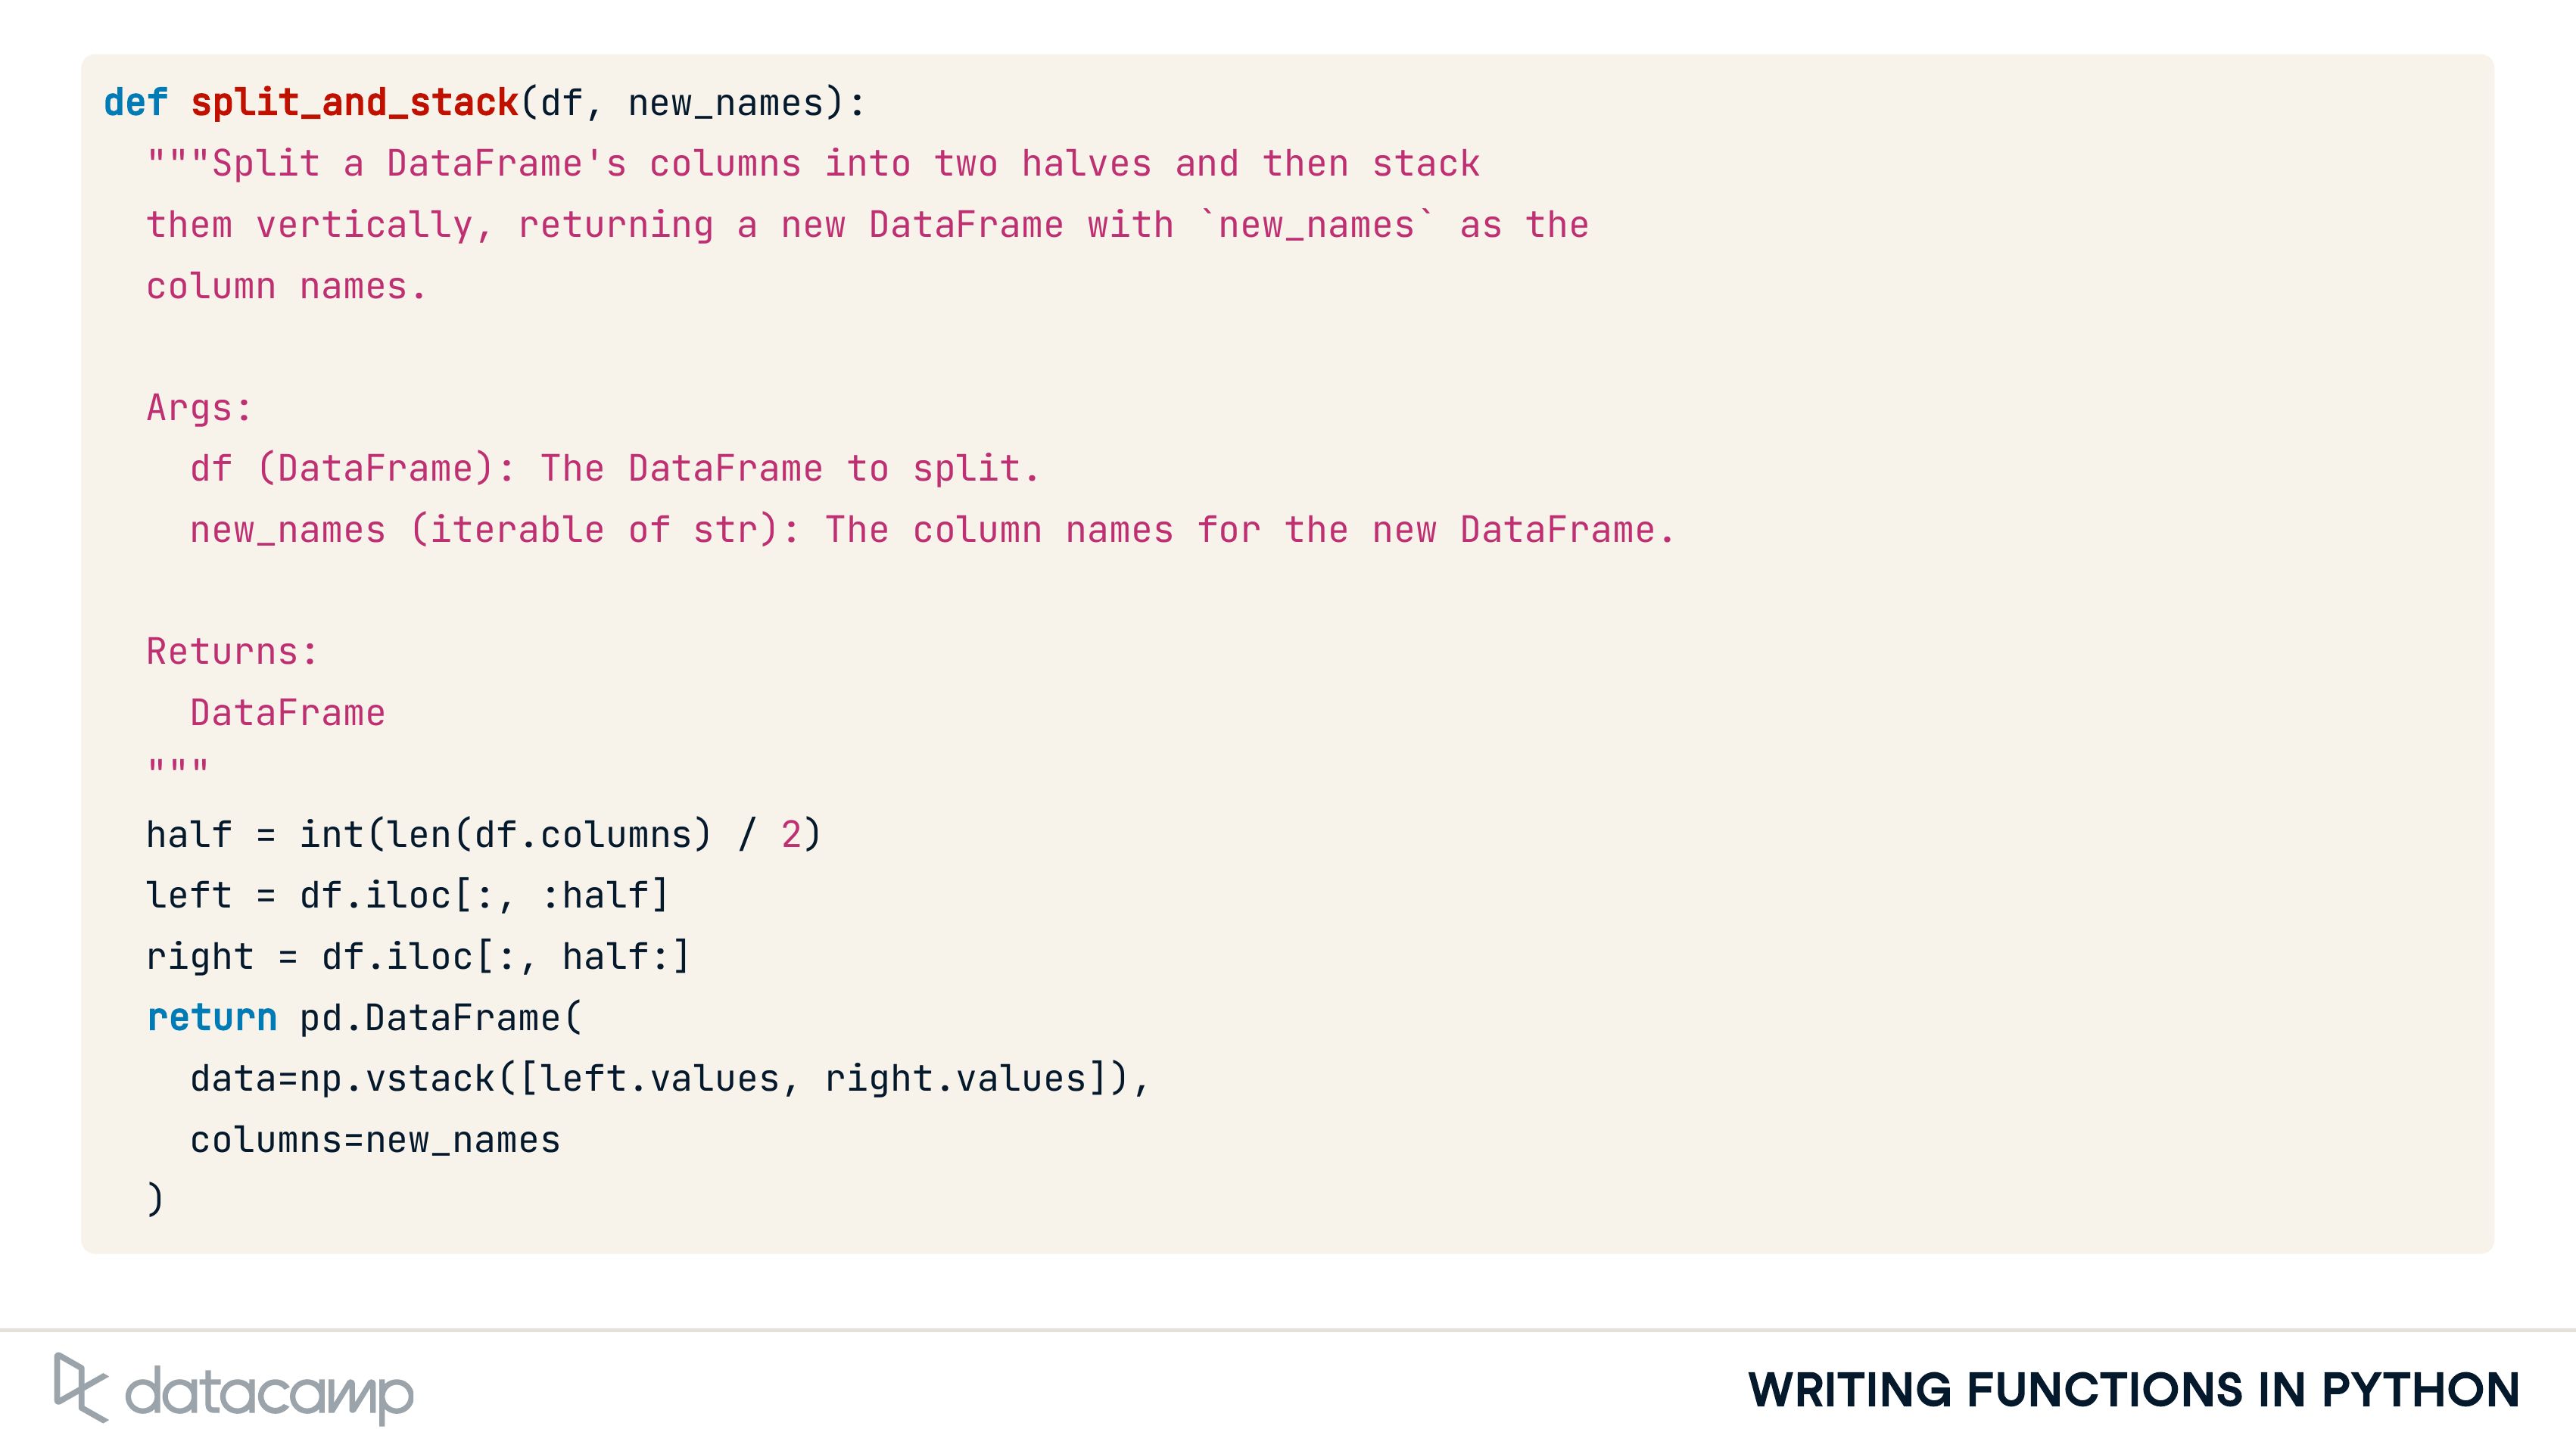 def split_and_stack(df, new_names):
  """Split a DataFrame's columns into two halves and then stack
  them vertically, returning a new DataFrame with `new_names` as the
  column names.

  Args:
    df (DataFrame): The DataFrame to split.
    new_names (iterable of str): The column names for the new DataFrame.

  Returns:
    DataFrame
  """
  half = int(len(df.columns) / 2)
  left = df.iloc[:, :half]
  right = df.iloc[:, half:]
  return pd.DataFrame(
    data=np.vstack([left.values, right.values]),
    columns=new_names
  )
datacamp
WRITING FUNCTIONS IN PYTHON